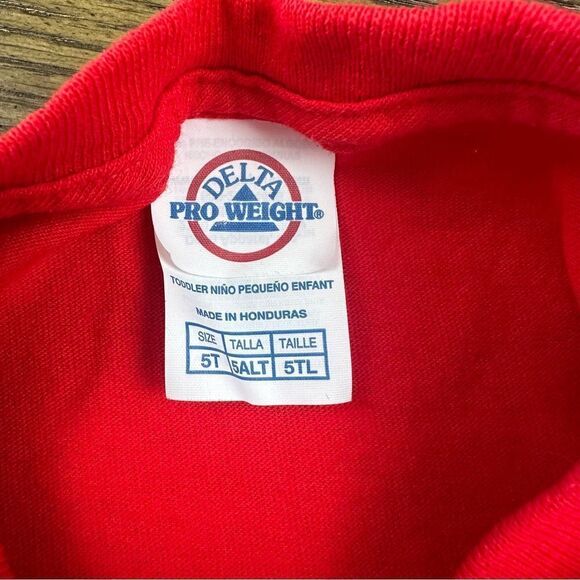 DELTA
PRO WEIGHT®
TODDLER NIÑO PEQUEÑO ENFANT
MADE IN HONDURAS
SIZE TALLA TAILLE
5T 5ALT 5TL